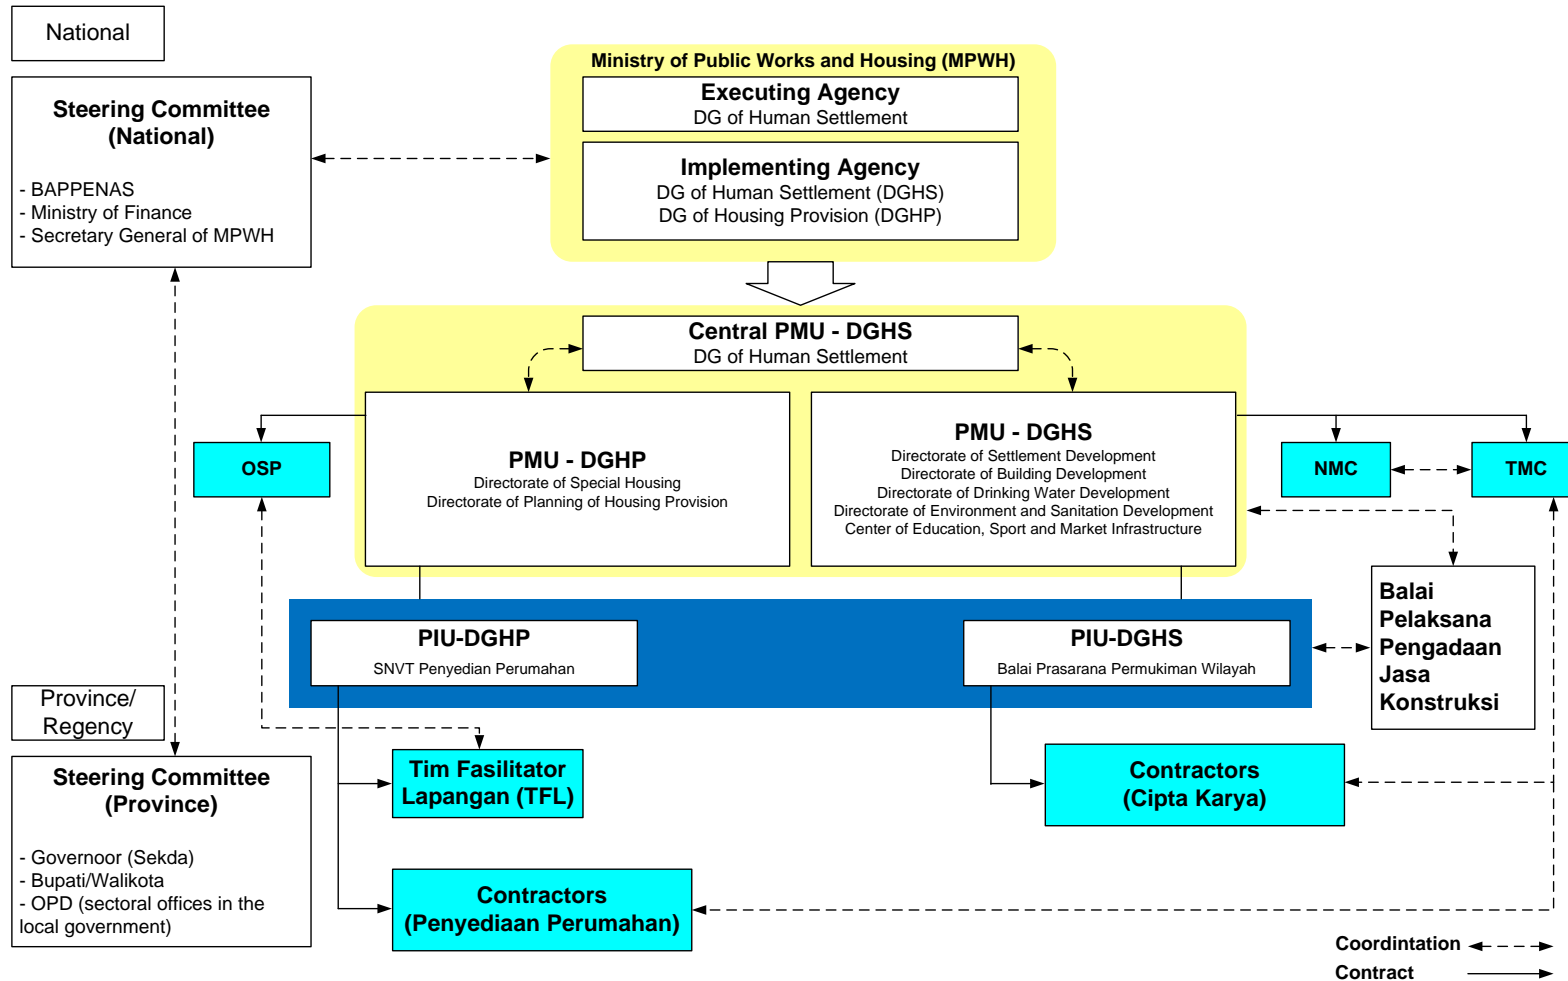 National
Steering Committee
(National)
- BAPPENAS
- Ministry of Finance
- Secretary General of MPWH
Ministry of Public Works and Housing (MPWH)
Executing Agency
DG of Human Settlement
Implementing Agency
DG of Human Settlement (DGHS)
DG of Housing Provision (DGHP)
Central PMU - DGHS
DG of Human Settlement
OSP
PMU - DGHP
Directorate of Special Housing
Directorate of Planning of Housing Provision
PMU - DGHS
Directorate of Settlement Development
Directorate of Building Development
Directorate of Drinking Water Development
Directorate of Environment and Sanitation Development
Center of Education, Sport and Market Infrastructure
NMC
TMC
PIU-DGHP
SNVT Penyedian Perumahan
PIU-DGHS
Balai Prasarana Permukiman Wilayah
Balai
Pelaksana
Pengadaan
Jasa
Konstruksi
Province/
Regency
Steering Committee
(Province)
- Governoor (Sekda)
- Bupati/Walikota
- OPD (sectoral offices in the
local government)
Tim Fasilitator
Lapangan (TFL)
Contractors
(Cipta Karya)
Contractors
(Penyediaan Perumahan)
Coordintation
Contract